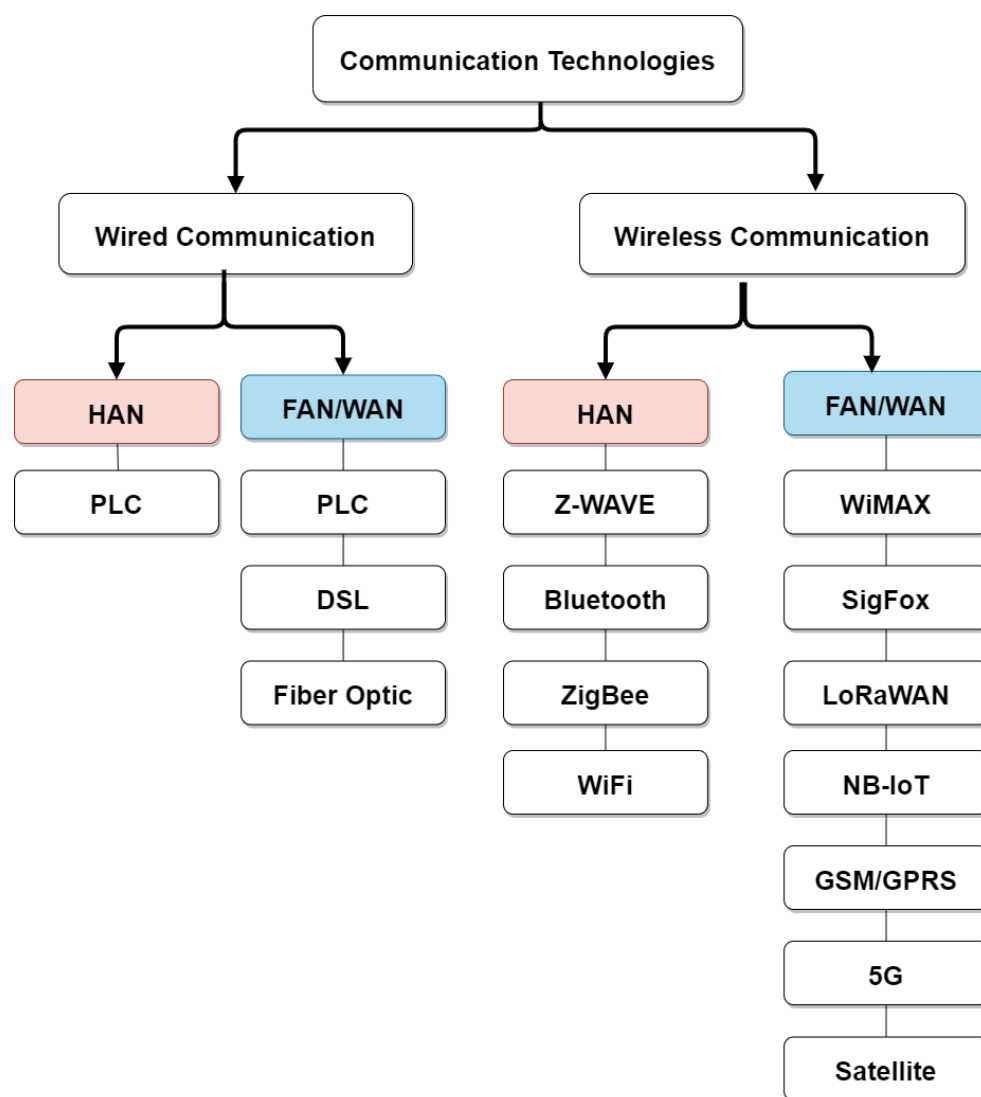 Communication Technologies
Wired Communication
Wireless Communication
HAN
FAN/WAN
HAN
FAN/WAN
PLC
PLC
Z-WAVE
WiMAX
DSL
Bluetooth
SigFox
Fiber Optic
ZigBee
LoRaWAN
WiFi
NB-IoT
GSM/GPRS
5G
Satellite